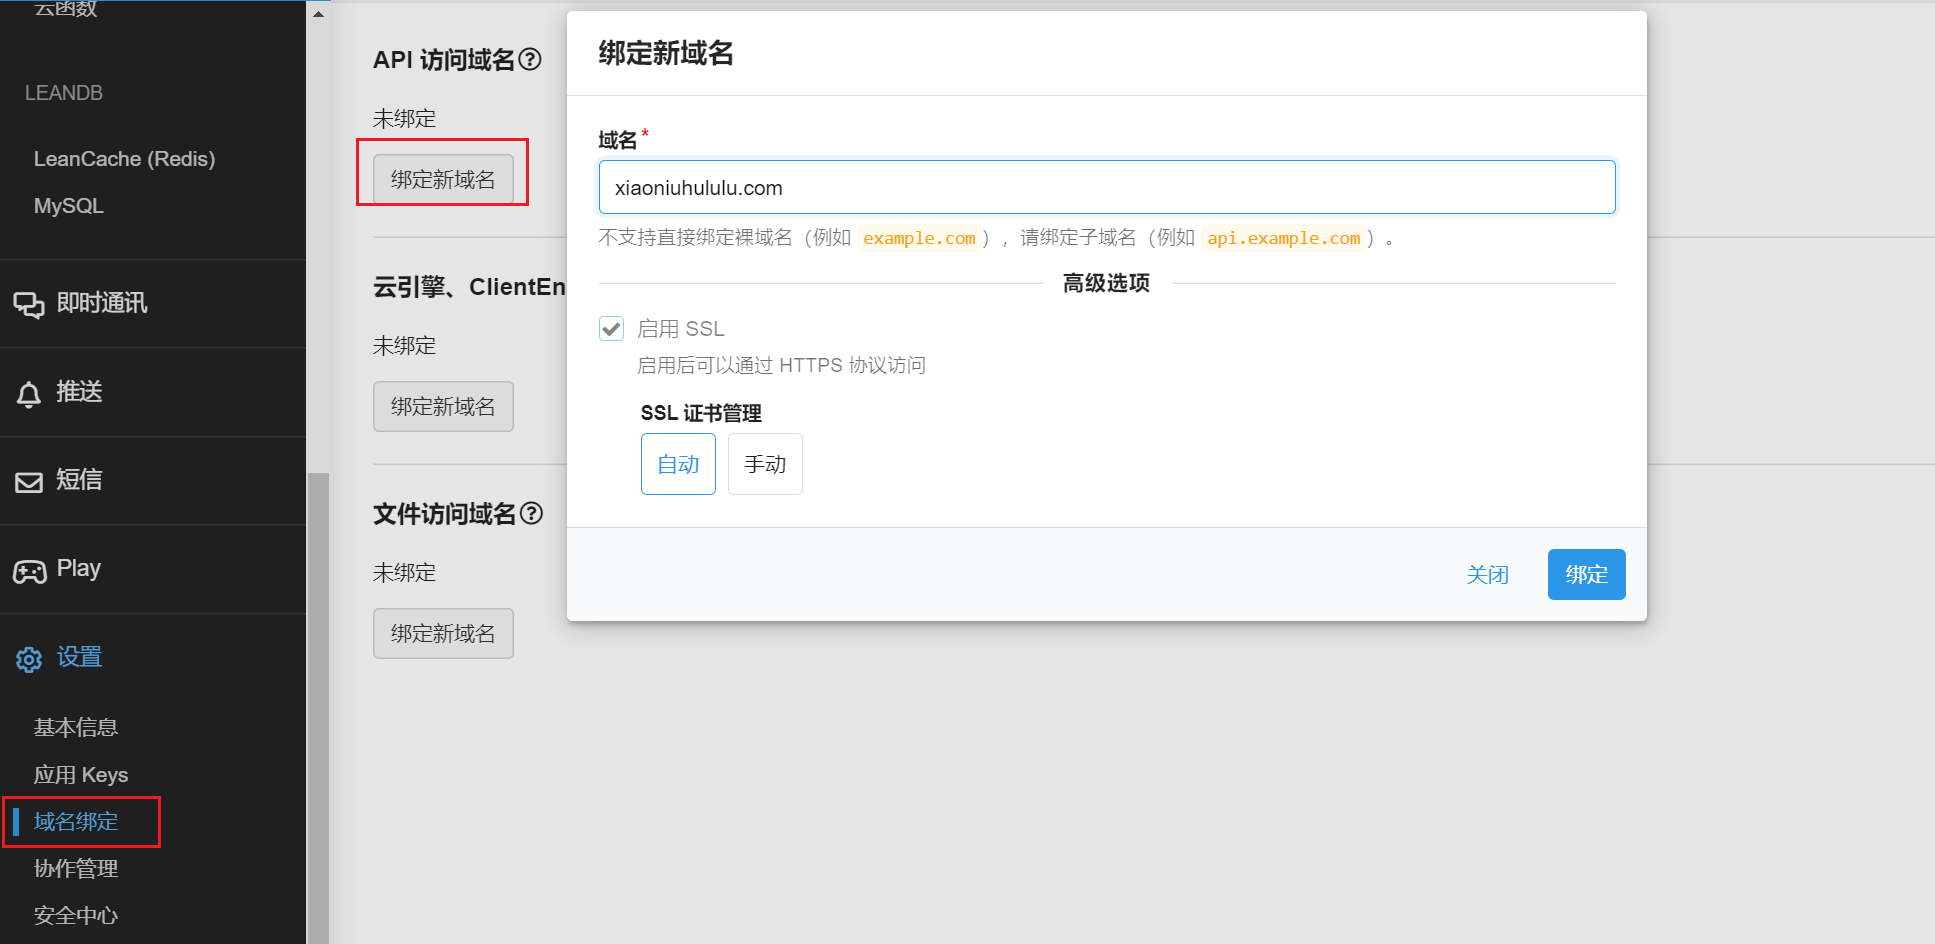 云函数
LEANDB
LeanCache (Redis)
MySQL
即时通讯
推送
短信
Play
设置
基本信息
应用 Keys
域名绑定
协作管理
安全中心
API 访问域名?
未绑定
绑定新域名
云引擎、ClientEn
未绑定
绑定新域名
文件访问域名?
未绑定
绑定新域名
绑定新域名
域名*
xiaoniuhululu.com
不支持直接绑定裸域名（例如 example.com），请绑定子域名（例如 api.example.com）。
高级选项
启用 SSL
启用后可以通过 HTTPS 协议访问
SSL 证书管理
自动 手动
关闭 绑定